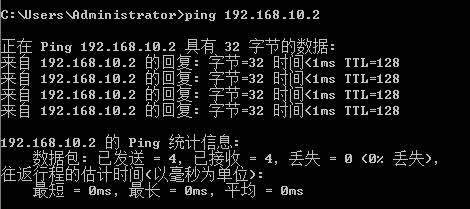 C:\Users\Administrator>ping 192.168.10.2
正在 Ping 192.168.10.2 具有 32 字节的数据:
来自 192.168.10.2 的回复: 字节=32 时间<1ms TTL=128
来自 192.168.10.2 的回复: 字节=32 时间<1ms TTL=128
来自 192.168.10.2 的回复: 字节=32 时间<1ms TTL=128
来自 192.168.10.2 的回复: 字节=32 时间<1ms TTL=128
192.168.10.2 的 Ping 统计信息:
数据包: 已发送 = 4, 已接收 = 4, 丢失 = 0 (0% 丢失),
往返行程的估计时间(以毫秒为单位):
最短 = 0ms, 最长 = 0ms, 平均 = 0ms